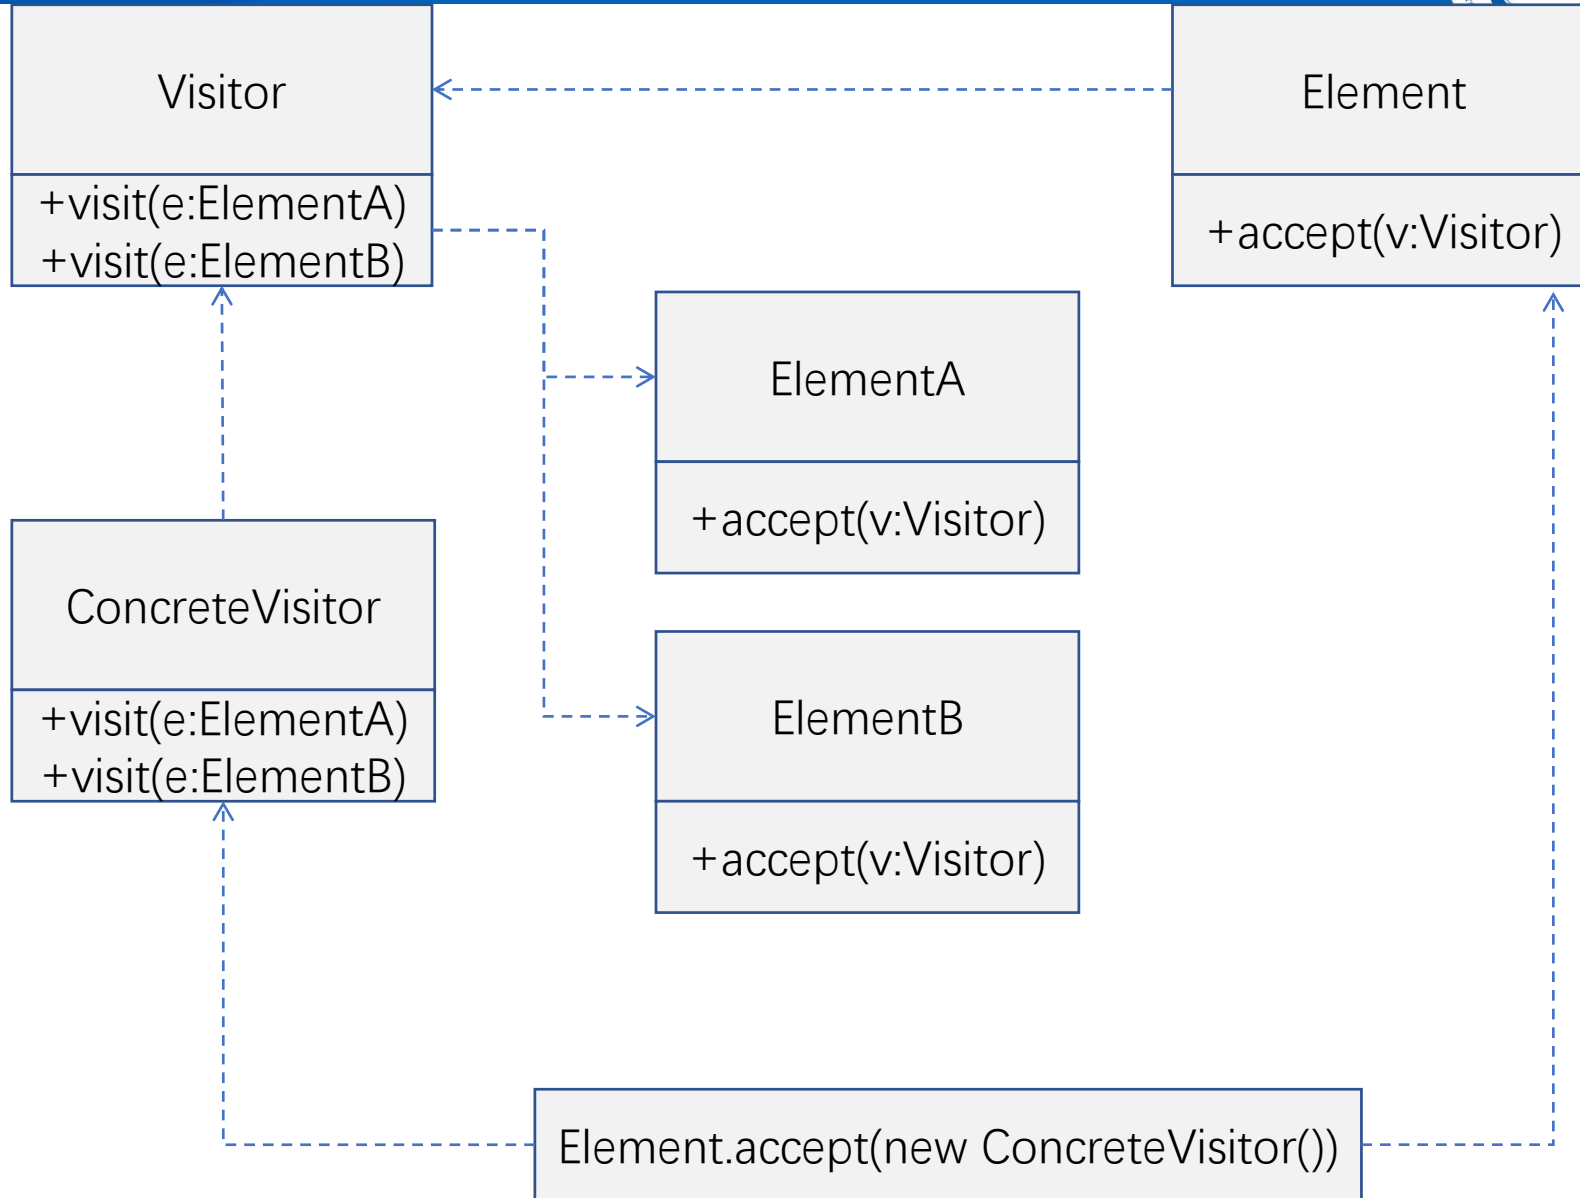 Visitor
+visit(e:ElementA)
+visit(e:ElementB)
Element
+accept(v:Visitor)
ElementA
+accept(v:Visitor)
ConcreteVisitor
+visit(e:ElementA)
+visit(e:ElementB)
ElementB
+accept(v:Visitor)
Element.accept(new ConcreteVisitor())